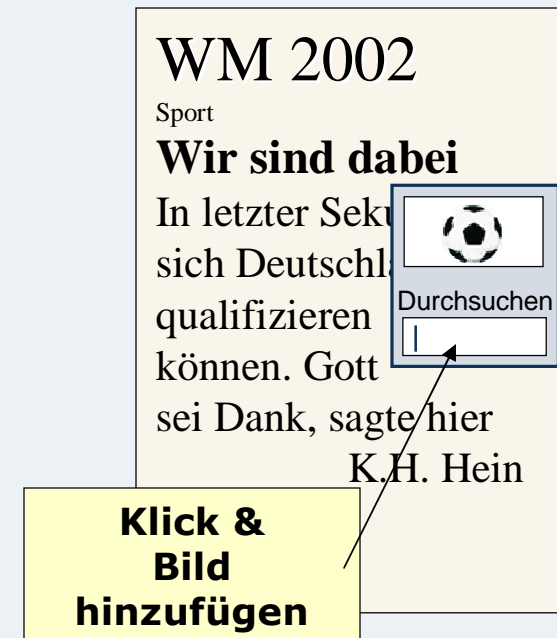 WM 2002
Sport
Wir sind dabei
In letzter
sich
qualifizieren
können. Gott
sei Dank, sagte hier
K.H. Hein
Durchsuchen
Klick &
Bild
hinzufügen